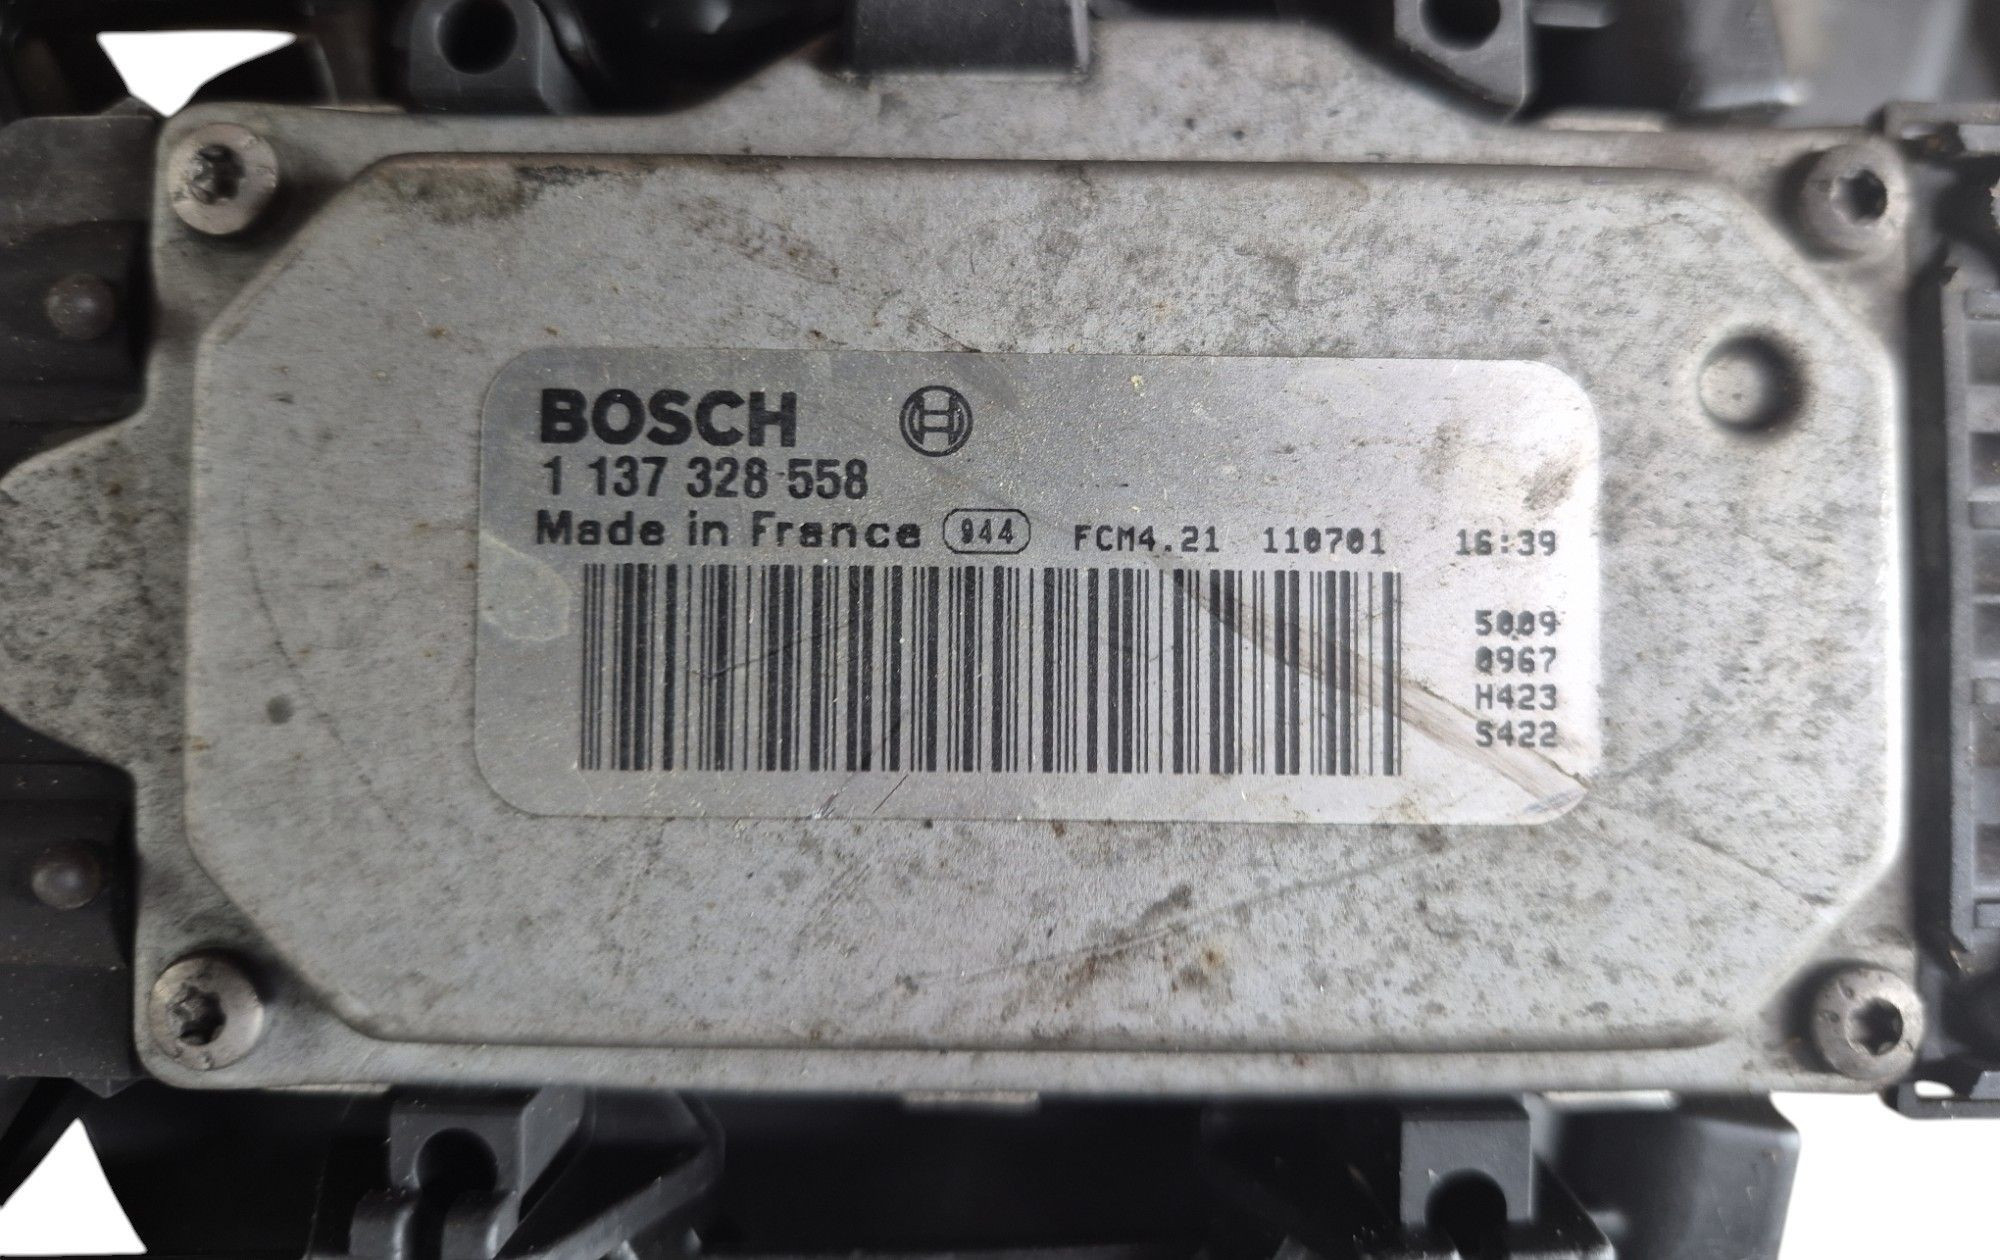 BOSCH
1 137 328 558
Made in France 944 FCM4.21 110701 16:39
5009
0967
H423
S422